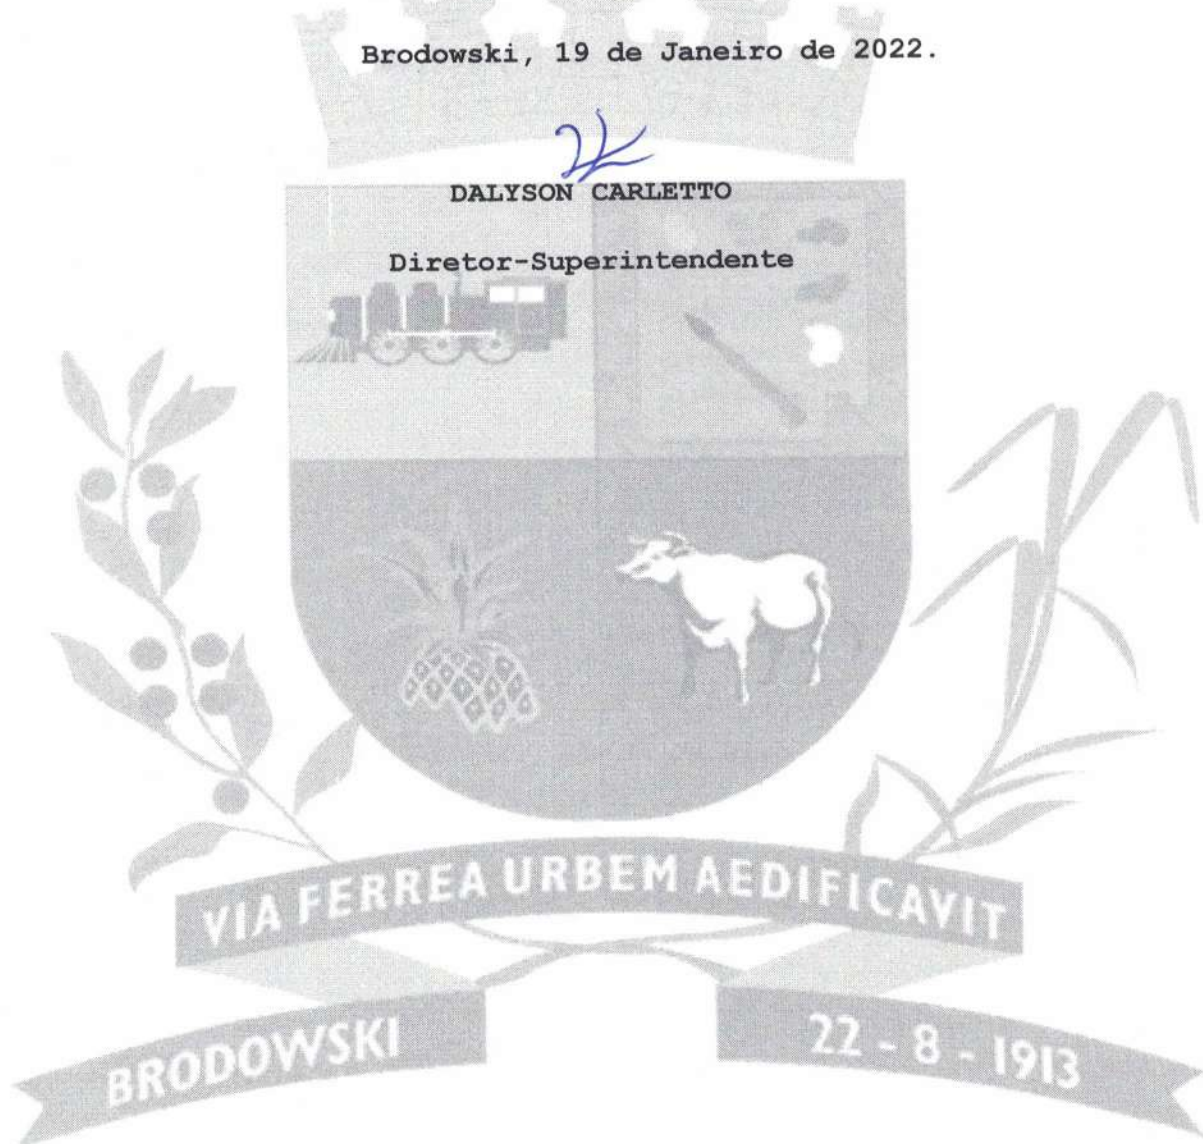 Brodowski, 19 de Janeiro de 2022.
DALYSON CARLETTO
Diretor-Superintendente
VIA FERREA URBEM AEDIFICAVIT
BRODOWSKI
22 - 8 - 1913